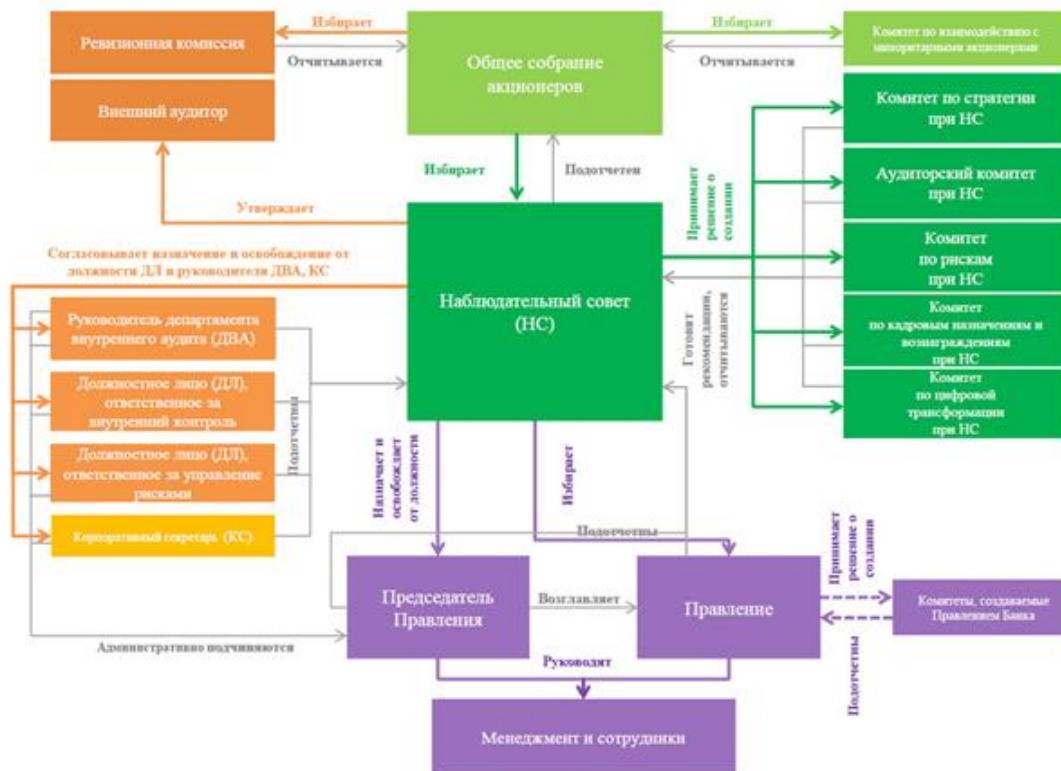 Избирает
Избирает
Ревизионная комиссия
Общее собрание
акционеров
Комитет по взаимодействию с
миноритарными акционерами
Отчитывается
Отчитывается
Внешний аудитор
Комитет по стратегии
при НС
Избирает
Подотчетен
Аудиторский комитет
при НС
Принимает
решение о
создании
Утверждает
Согласовывает назначение и освобождение от
должности ДЛ и руководителя ДВА, КС
Комитет
по рискам
при НС
Наблюдательный совет
(НС)
Руководитель департамента
внутреннего аудита (ДВА)
Готовят
рекомендации,
отчитываются
Комитет
по кадровым назначениям и
вознаграждениям
при НС
Должностное лицо (ДЛ),
ответственное за
внутренний контроль
Комитет
по цифровой
трансформации
при НС
Подотчетны
Должностное лицо (ДЛ),
ответственное за управление
рисками
Назначает и
освобождает
от должности
Избирает
Корпоративный секретарь (КС)
Подотчетны
Принимает
решение о
создании
Председатель
Правления
Возглавляет
Правление
Комитеты, создаваемые
Правлением Банка
Административно подчиняются
Руководят
Подотчетны
Менеджмент и сотрудники